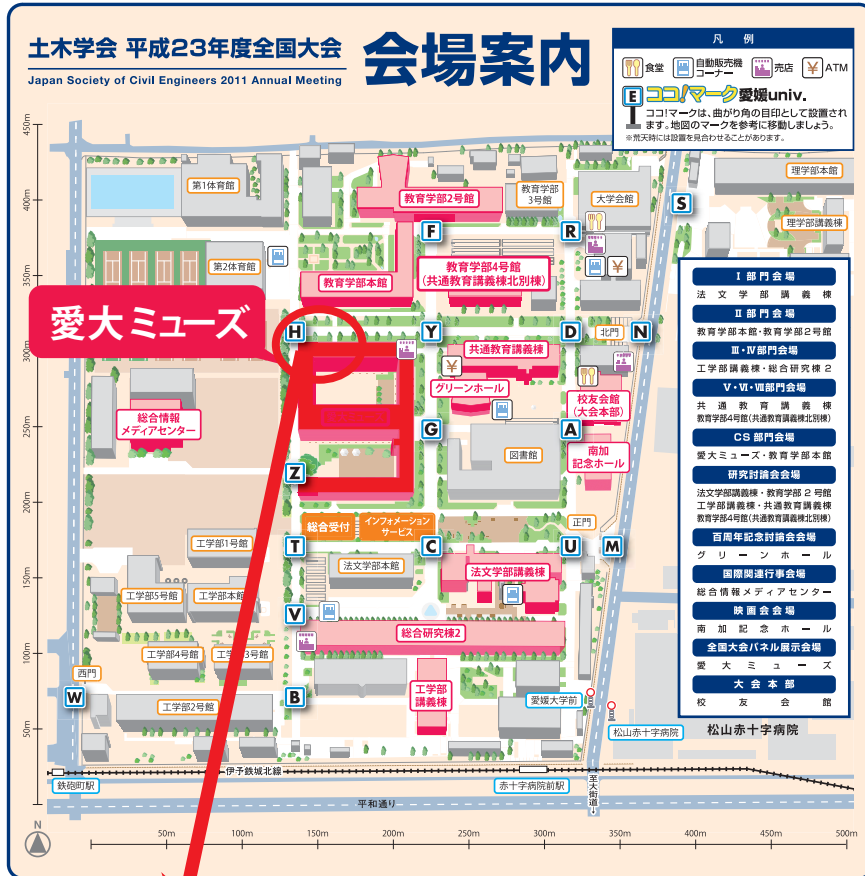 土木学会 平成23年度全国大会
Japan Society of Civil Engineers 2011 Annual Meeting
会場案内
凡 例
食堂
自動販売機
コーナー
売店
¥
ATM
E ココ!マーク愛媛univ.
ココ!マークは、曲がり角の目印として設置され
ます。地図のマークを参考に移動しましょう。
※荒天時には設置を見合わせることがあります。
450m
400m
350m
300m
250m
200m
150m
100m
50m
第1体育館
教育学部2号館
教育学部
3号館
大学会館
理学部本館
S
理学部講義棟
F
R
第2体育館
教育学部本館
教育学部4号館
(共通教育講義棟北別棟)
¥
愛大ミューズ
H
Y
D
北門
N
共通教育講義棟
¥
グリーンホール
校友会館
(大会本部)
総合情報
メディアセンター
G
A
図書館
南加
記念ホール
Z
総合受付
インフォメーション
サービス
正門
T
C
U
M
工学部1号館
法文学部本館
法文学部講義棟
工学部5号館
工学部本館
V
総合研究棟2
工学部4号館
工学部3号館
西門
W
B
工学部2号館
工学部
講義棟
愛媛大学前
松山赤十字病院
松山赤十字病院
伊予鉄城北線
鉄砲町駅
赤十字病院前駅
至大街道
平和通り
N
50m
100m
150m
200m
250m
300m
350m
400m
450m
500m
I 部門会場
法文学部講義棟
II 部門会場
教育学部本館・教育学部2号館
III・IV部門会場
工学部講義棟・総合研究棟2
V・VI・VII部門会場
共通教育講義棟
教育学部4号館(共通教育講義棟北別棟)
CS部門会場
愛大ミューズ・教育学部本館
研究討論会会場
法文学部講義棟・教育学部2号館
工学部講義棟・共通教育講義棟
教育学部4号館(共通教育講義棟北別棟)
百周年記念討論会会場
グリーンホール
国際関連行事会場
総合情報メディアセンター
映画会会場
南加記念ホール
全国大会パネル展示会場
愛大ミューズ
大会本部
校友会館